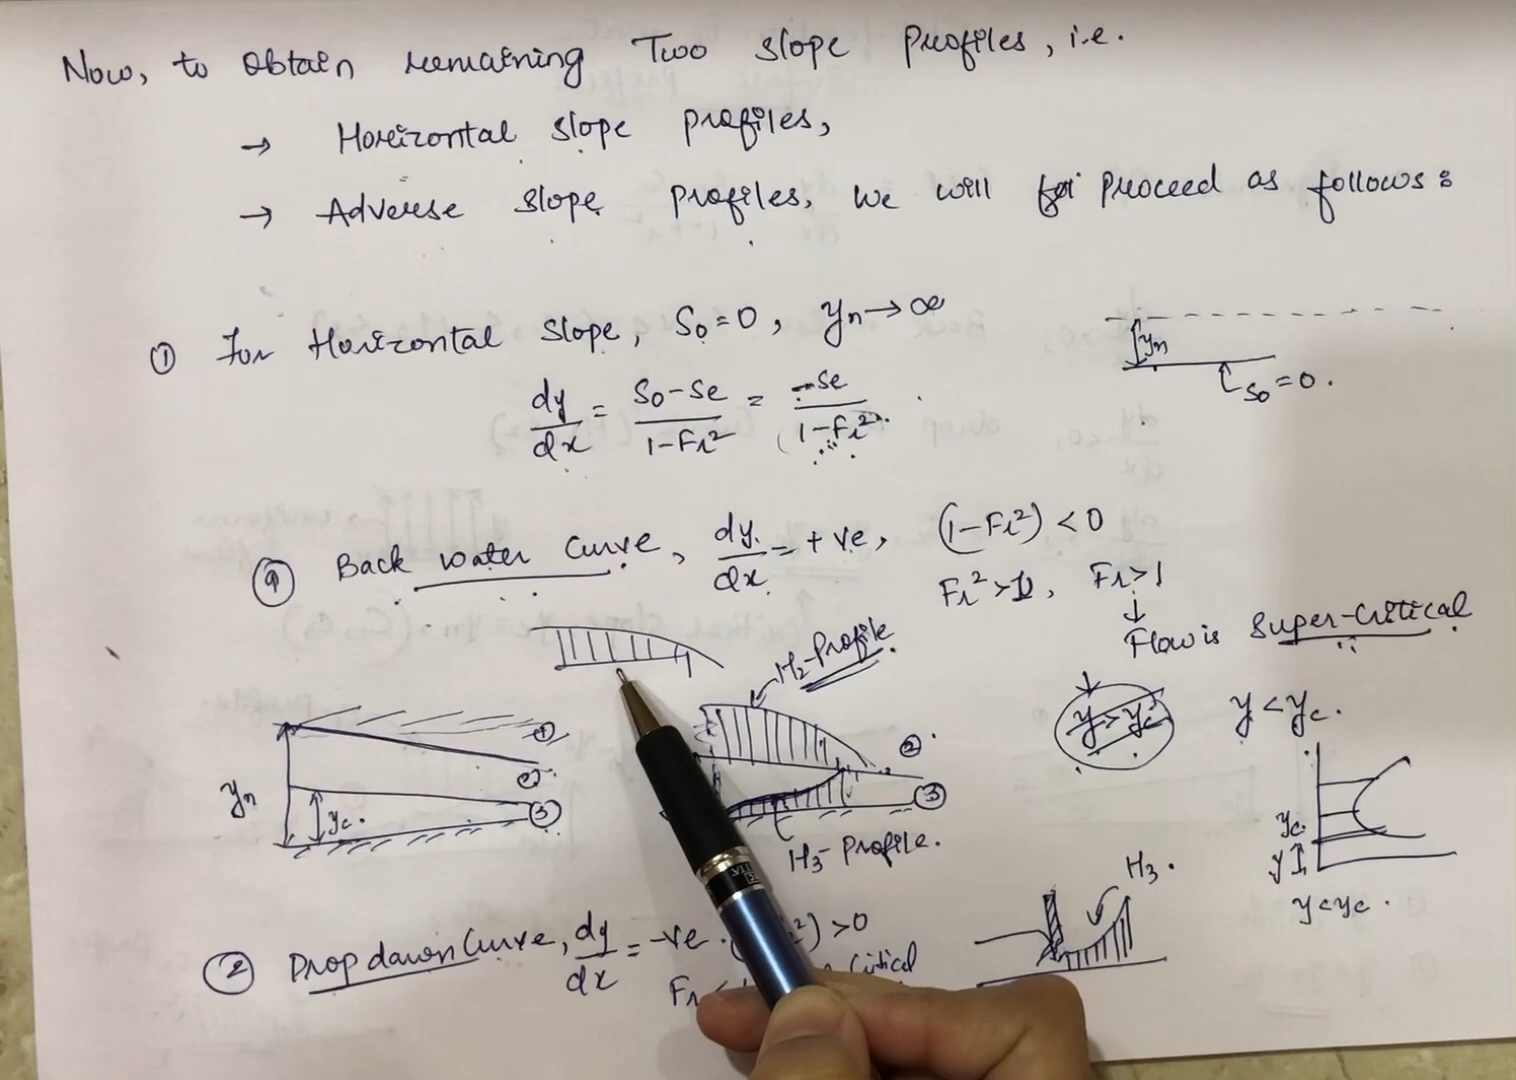 Now, to obtain remaining Two slope profiles, i.e.
→ Horizontal slope profiles,
→ Adverse slope profiles, we will proceed as follows:
① For Horizontal slope, S₀=0, yₙ→∞
yₙ
S₀=0.
dy/dx = S₀-Se/1-Fr² = -Se/1-Fr²
Back water curve, dy/dx = +ve, (1-Fr²) < 0
Fr² > 1, Fr > 1
↓
Flow is Super-critical
H₂-Profile
y > yc
y < yc.
①
②
③
yₙ
yc.
②
③
H₃-Profile.
yc
y
y < yc.
H₃.
② Drop down Curve, dy/dx = -ve. ²) > 0
Fr <
Critical